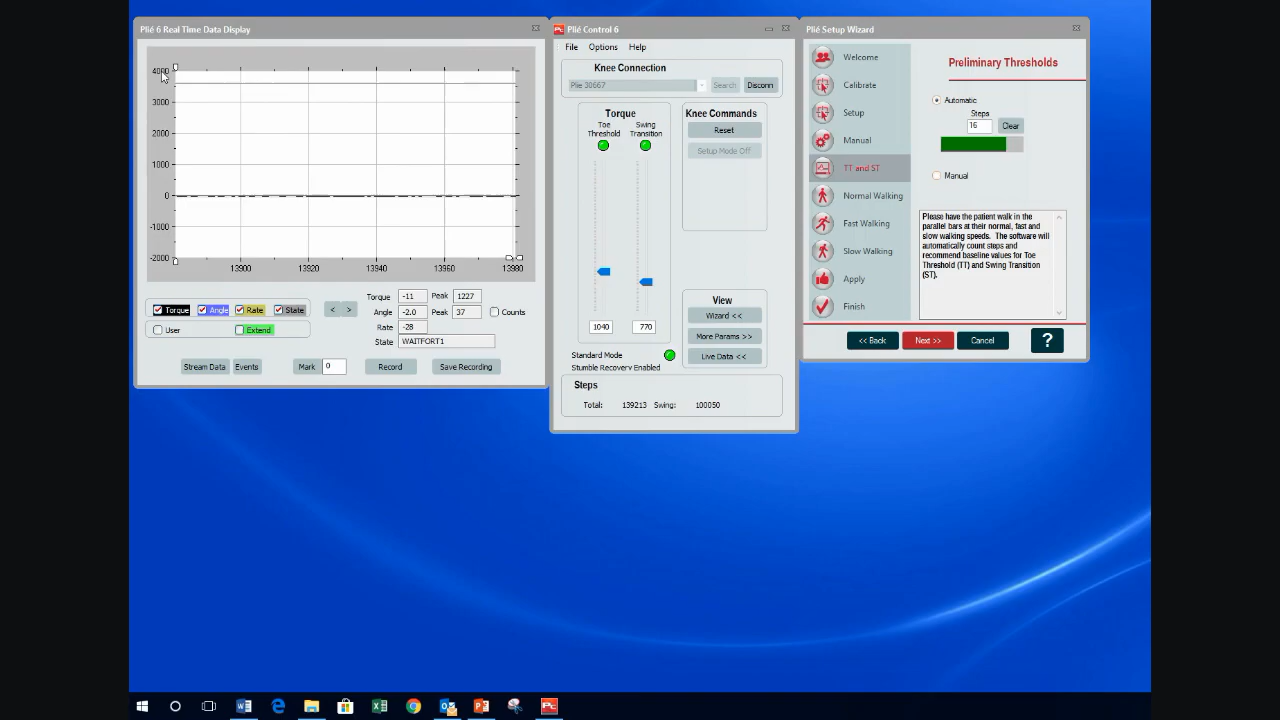 Plié 6 Real Time Data Display
4000
3000
2000
1000
0
-1000
-2000
13900
13920
13940
13960
13980
Torque
Angle
Rate
State
User
Extend
<
>
Torque -11 Peak 1227
Angle -2.0 Peak 37 Counts
Rate -28
State WAITFORT1
Stream Data
Events
Mark 0
Record
Save Recording
PC Plié Control 6
File Options Help
Knee Connection
Plie 30667
Search
Disconn
Torque
Toe Threshold
Swing Transition
1040
770
Standard Mode
Stumble Recovery Enabled
Knee Commands
Reset
Setup Mode Off
View
Wizard <<
More Params >>
Live Data <<
Steps
Total: 139213 Swing: 100050
Plié Setup Wizard
Welcome
Calibrate
Setup
Manual
TT and ST
Normal Walking
Fast Walking
Slow Walking
Apply
Finish
Preliminary Thresholds
Automatic
Steps
16
Clear
Manual
Please have the patient walk in the
parallel bars at their normal, fast and
slow walking speeds. The software will
automatically count steps and
recommend baseline values for Toe
Threshold (TT) and Swing Transition
(ST).
<< Back
Next >>
Cancel
?